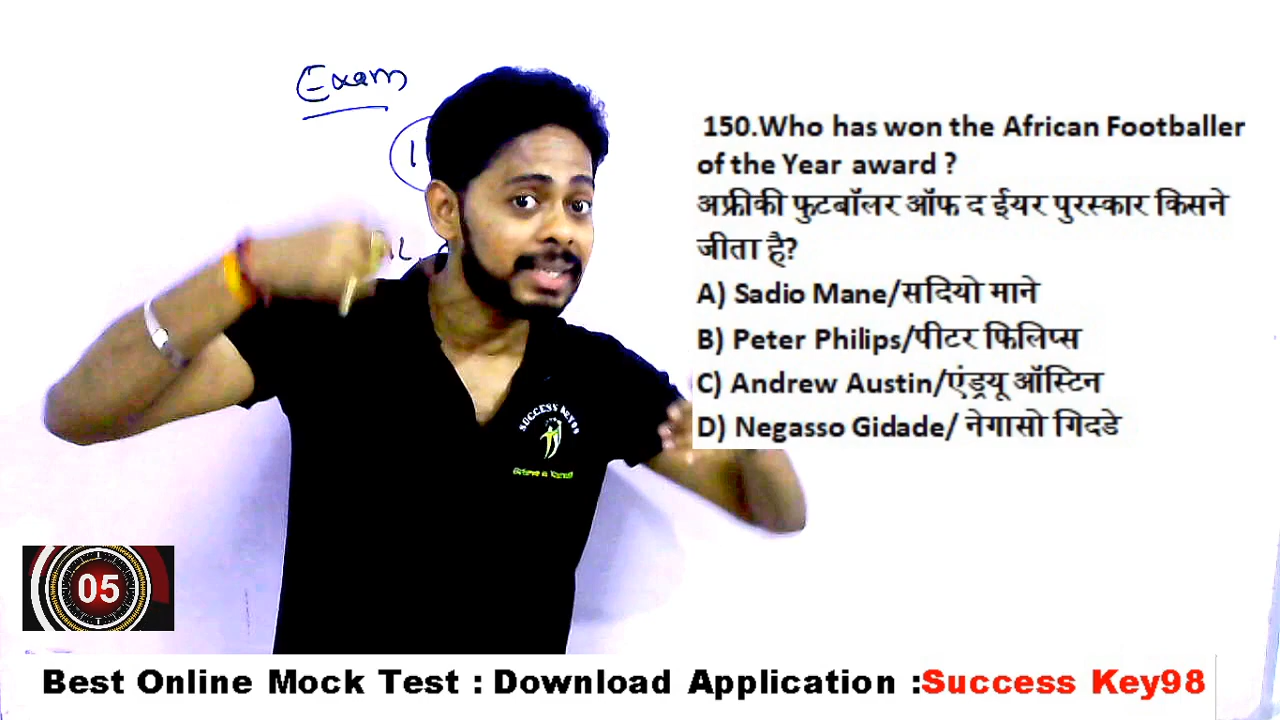 Exam
150.Who has won the African Footballer
of the Year award ?
अफ्रीकी फुटबॉलर ऑफ द ईयर पुरस्कार किसने
जीता है?
A) Sadio Mane/सदियो माने
B) Peter Philips/पीटर फिलिप्स
C) Andrew Austin/एंड्रयू ऑस्टिन
D) Negasso Gidade/ नेगासो गिदडे
SUCCESS KEY98
05
Best Online Mock Test : Download Application :Success Key98